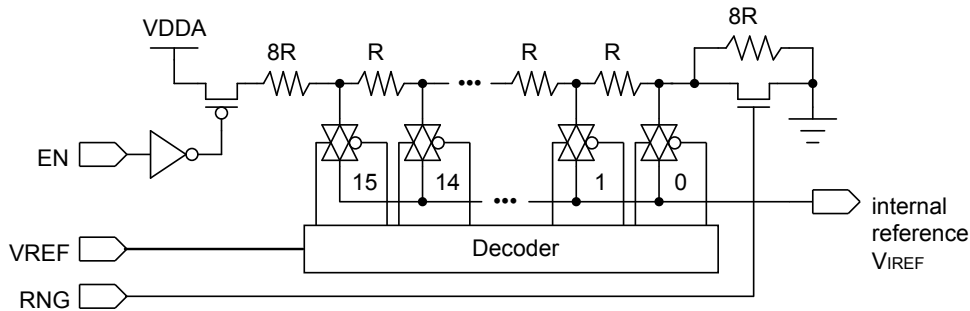 VDDA
8R
R
•••
R
R
8R
EN
15
14
1
0
•••
internal
reference
VIREF
VREF
Decoder
RNG